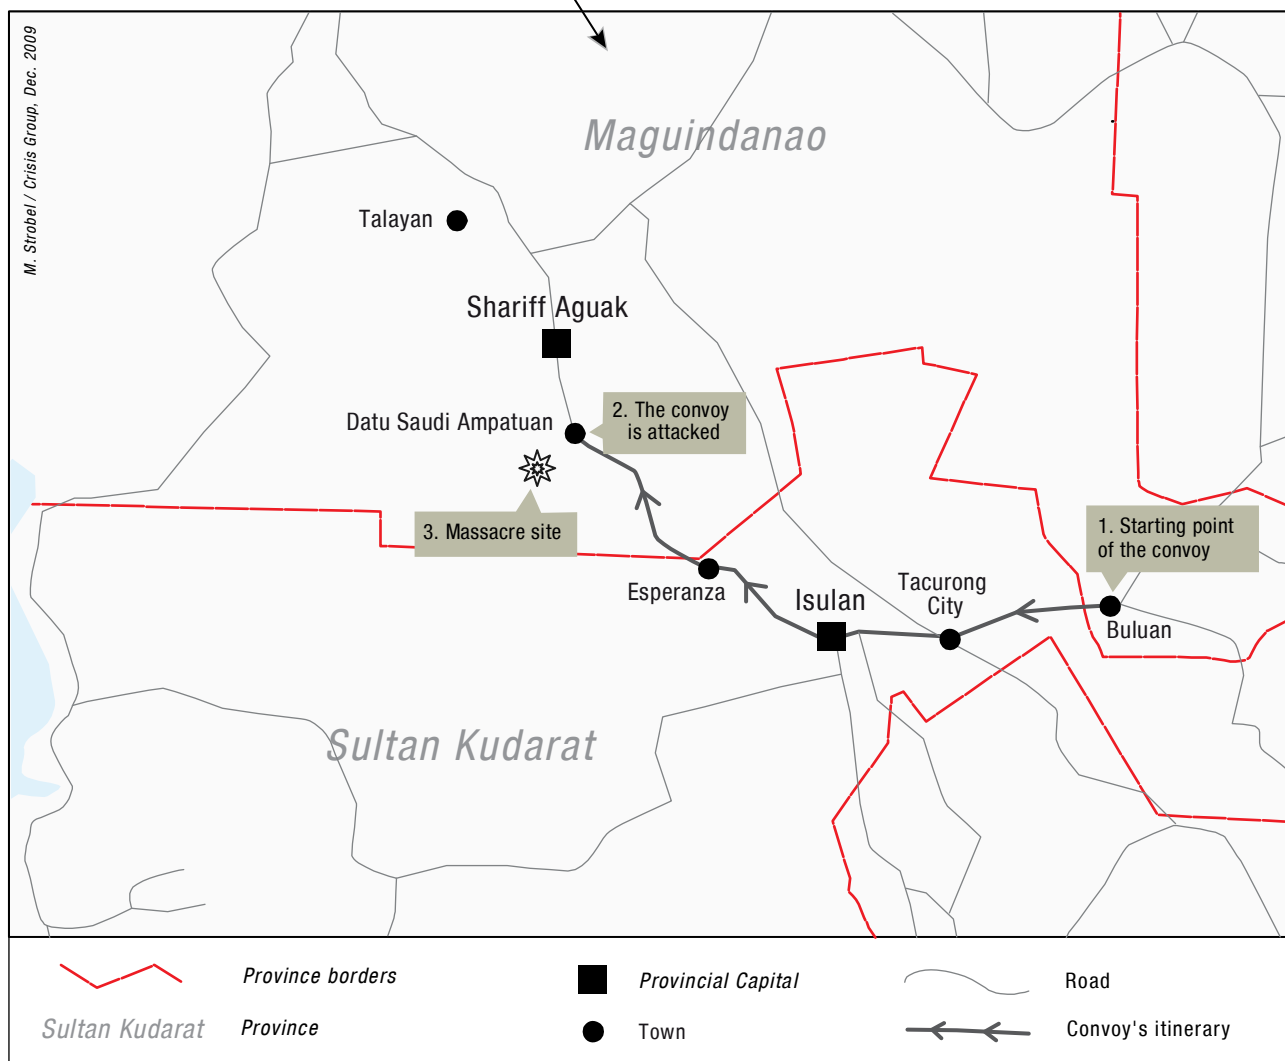 M. Strobel / Crisis Group, Dec. 2009
Maguindanao
Talayan
Shariff Aguak
Datu Saudi Ampatuan
2. The convoy
is attacked
3. Massacre site
1. Starting point
of the convoy
Esperanza
Isulan
Tacurong
City
Buluan
Sultan Kudarat
Province borders
Provincial Capital
Road
Sultan Kudarat
Province
Town
Convoy's itinerary